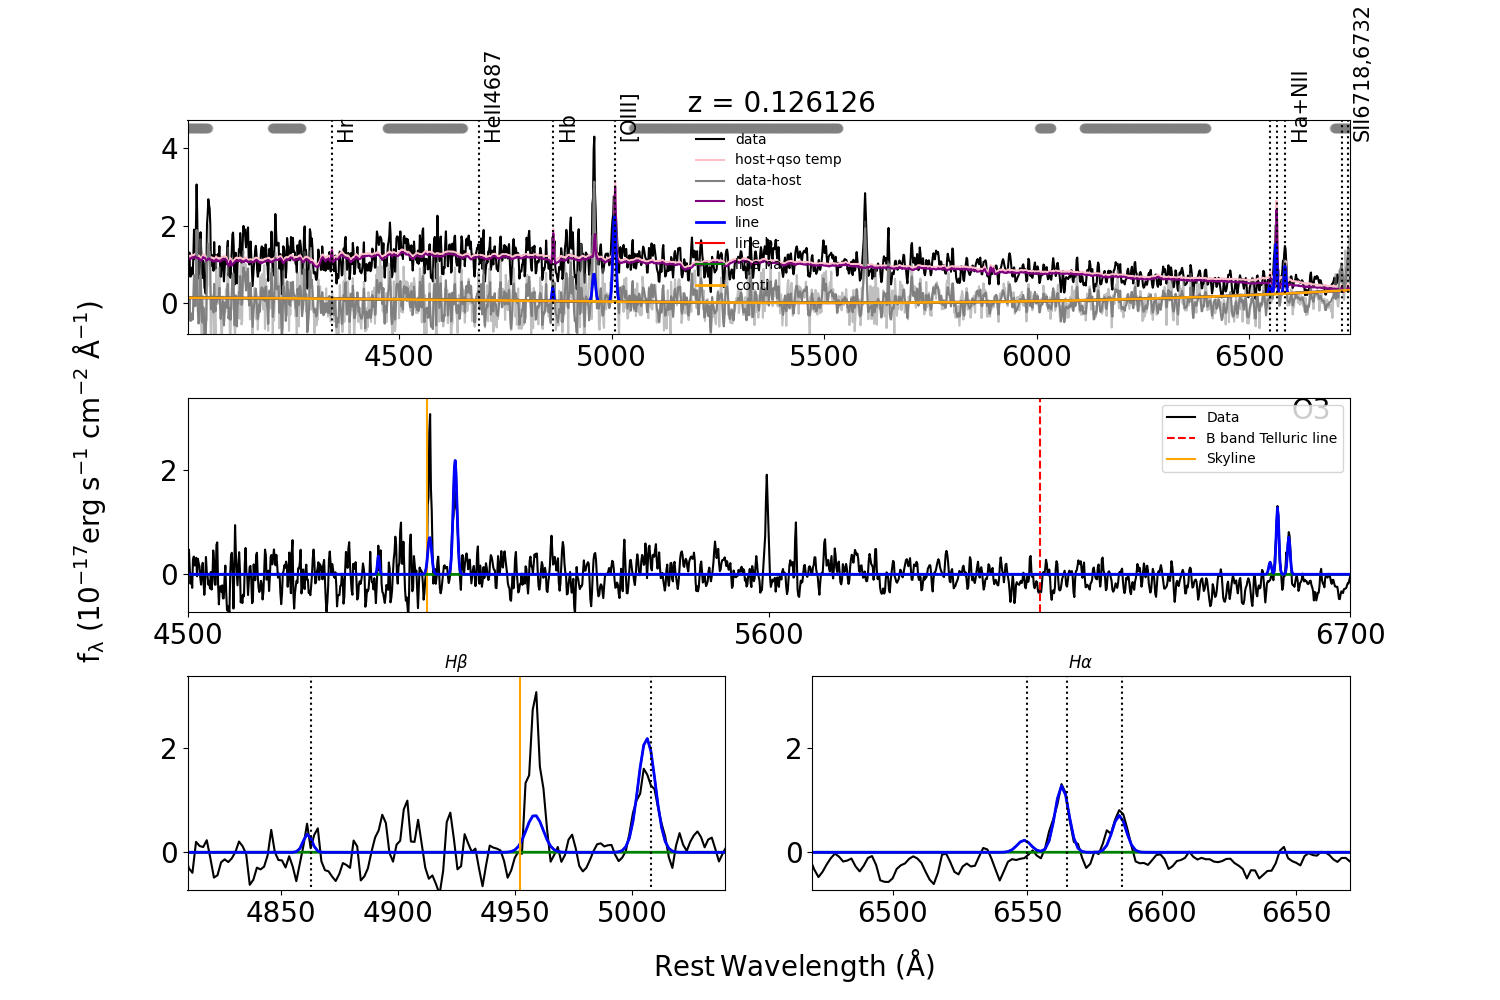 z = 0.126126
Hr
HeII4687
Hb
[OIII]
Ha+NII
SII6718,6732
data
host+qso temp
data-host
host
line
conti
4
2
0
4500
5000
5500
6000
6500
fλ (10⁻¹⁷erg s⁻¹ cm⁻² Å⁻¹)
O3
Data
B band Telluric line
Skyline
2
0
4500
5600
6700
Hβ
2
0
4850
4900
4950
5000
Hα
2
0
6500
6550
6600
6650
Rest Wavelength (Å)